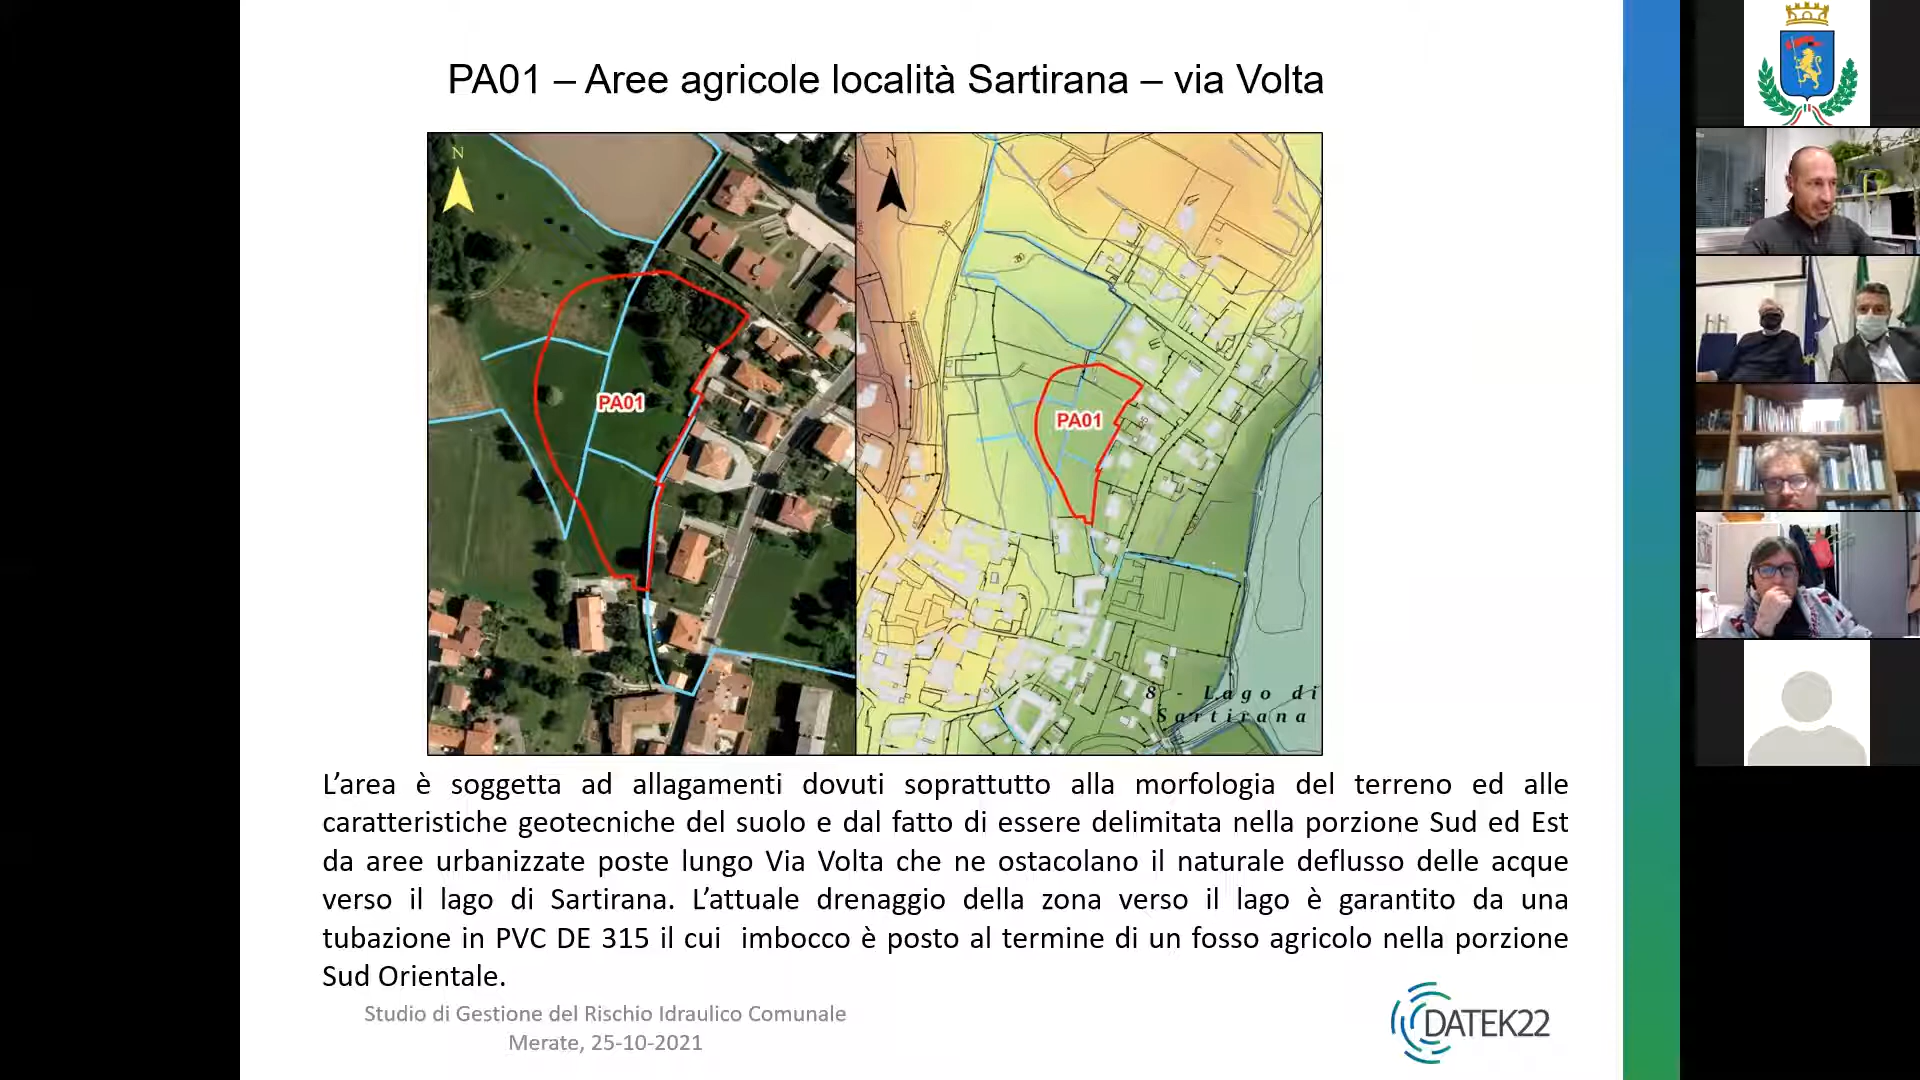 PA01 – Aree agricole località Sartirana – via Volta
N
N
PA01
PA01
8 - Lago di
Sartirana
L’area è soggetta ad allagamenti dovuti soprattutto alla morfologia del terreno ed alle
caratteristiche geotecniche del suolo e dal fatto di essere delimitata nella porzione Sud ed Est
da aree urbanizzate poste lungo Via Volta che ne ostacolano il naturale deflusso delle acque
verso il lago di Sartirana. L’attuale drenaggio della zona verso il lago è garantito da una
tubazione in PVC DE 315 il cui imbocco è posto al termine di un fosso agricolo nella porzione
Sud Orientale.
Studio di Gestione del Rischio Idraulico Comunale
Merate, 25-10-2021
DATEK22